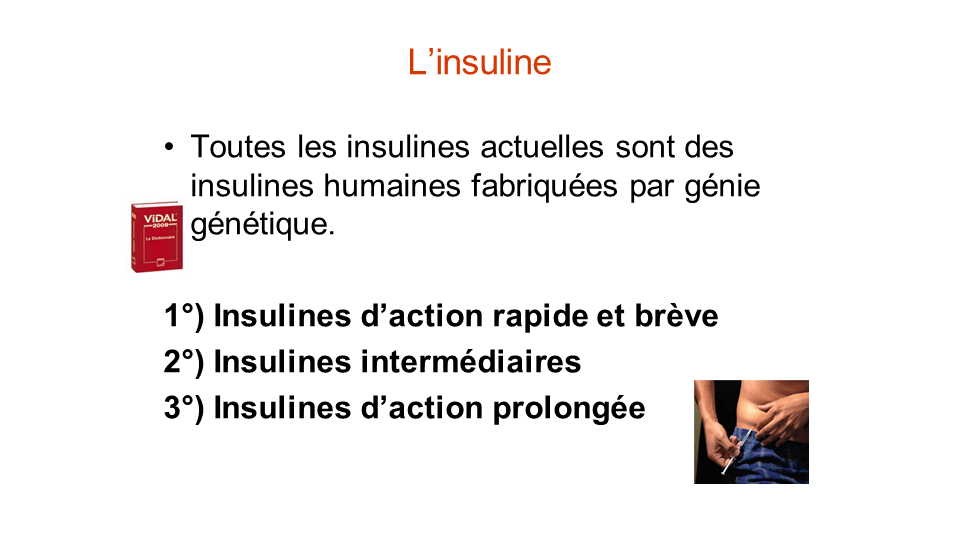 L’insuline
• Toutes les insulines actuelles sont des
insulines humaines fabriquées par génie
génétique.
ViDAL
2009
Le Dictionnaire
1°) Insulines d’action rapide et brève
2°) Insulines intermédiaires
3°) Insulines d’action prolongée